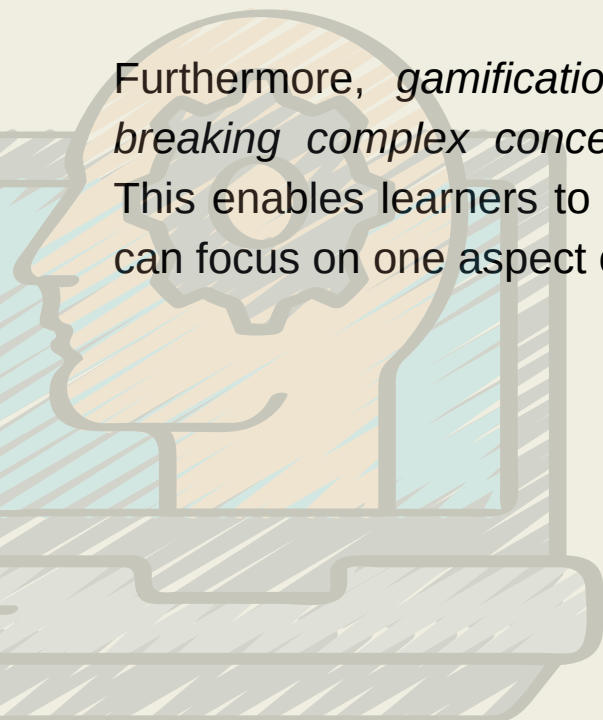 Furthermore, gamificatio
breaking complex conce
This enables learners to
can focus on one aspect